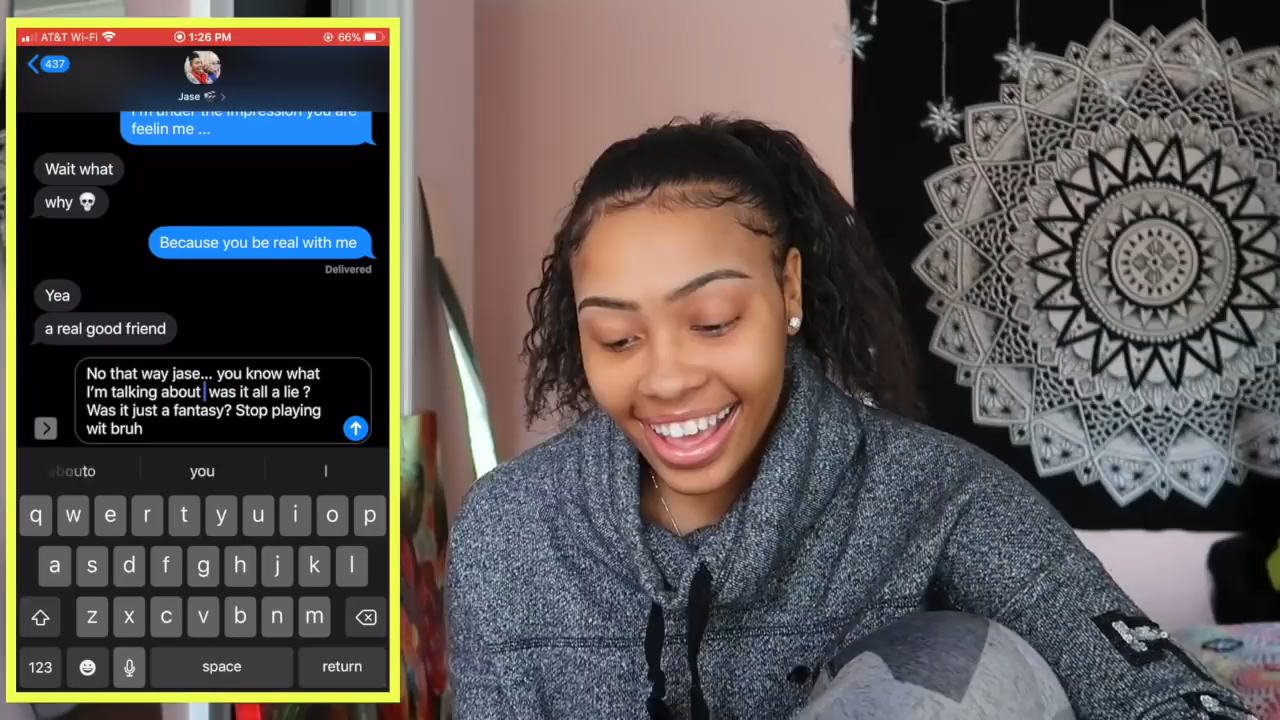 AT&T Wi-Fi 1:26 PM 66%
437
Jase
I'm under the impression you are
feelin me ...
Wait what
why 💀
Because you be real with me
Delivered
Yea
a real good friend
No that way jase... you know what
I'm talking about was it all a lie ?
Was it just a fantasy? Stop playing
wit bruh
abouto you I
q w e r t y u i o p
a s d f g h j k l
z x c v b n m
123 space return